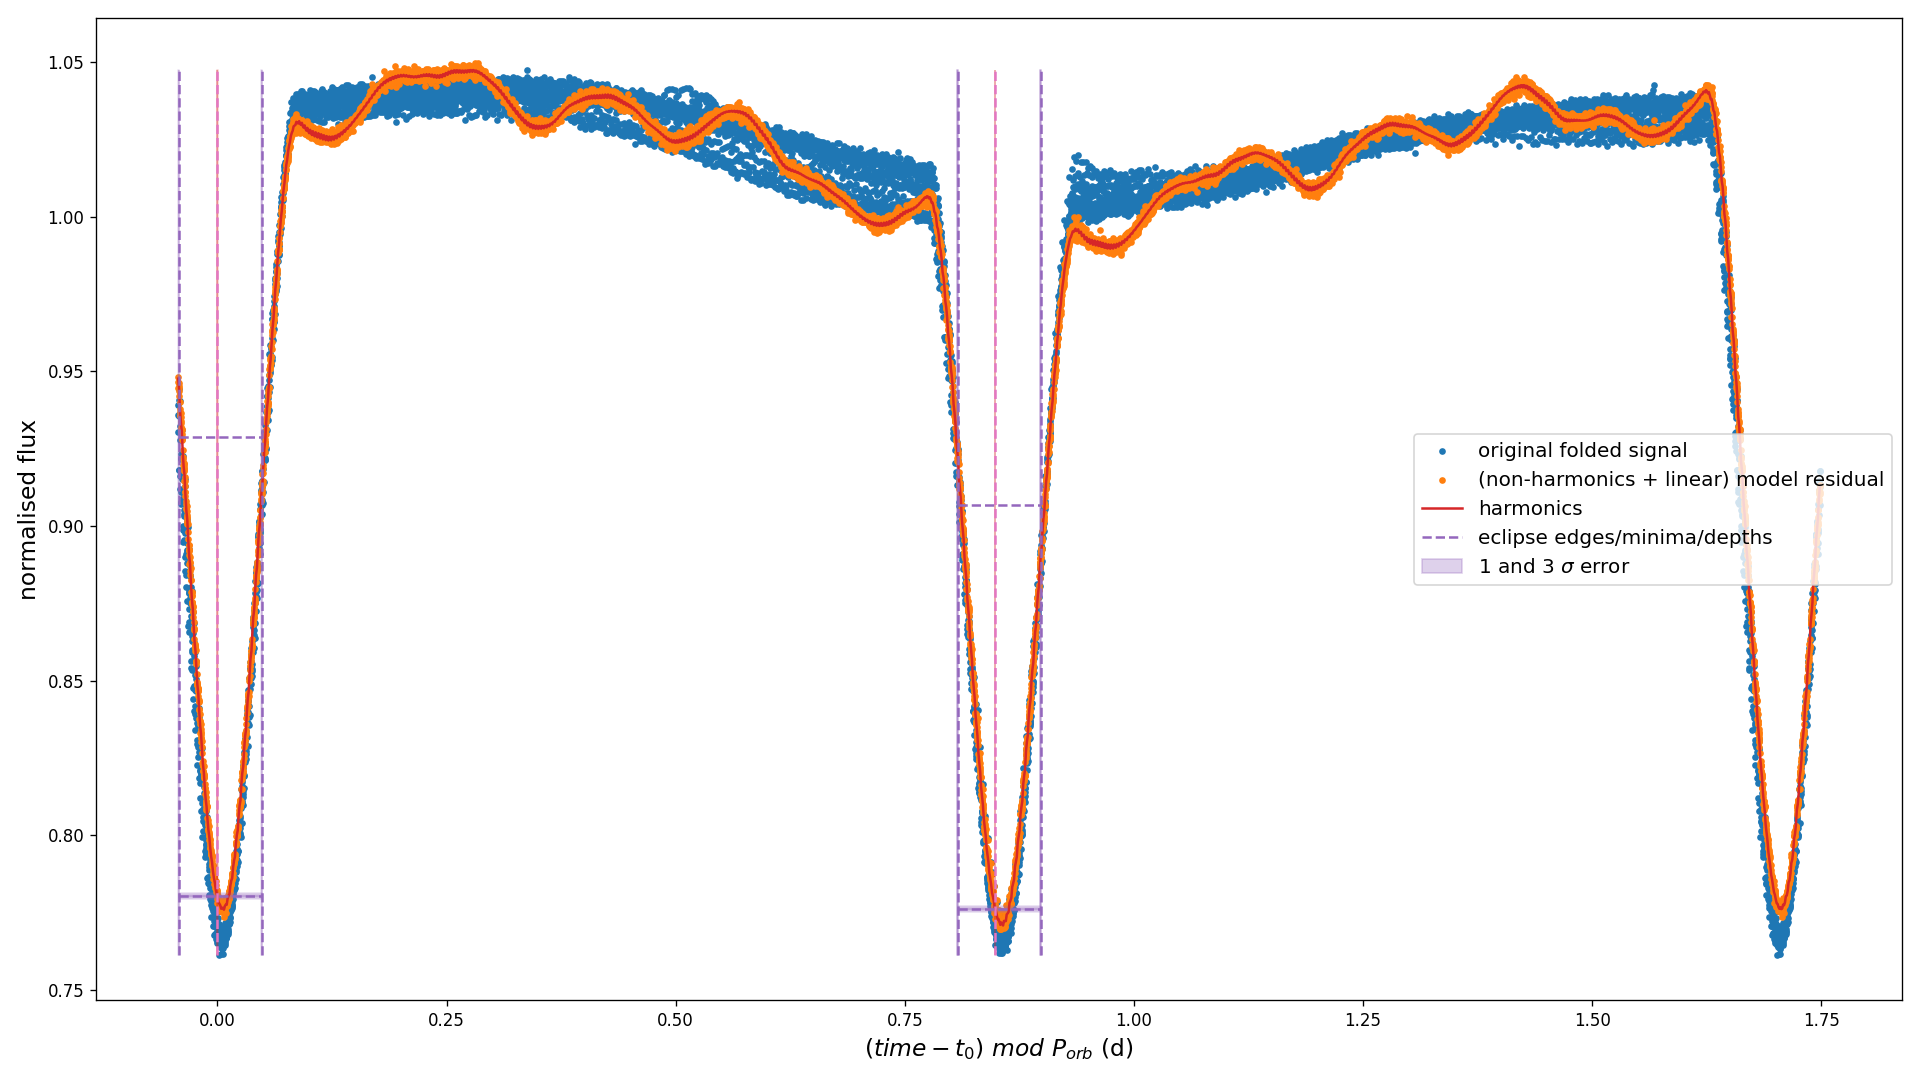 1.05
1.00
0.95
0.90
0.85
0.80
0.75
normalised flux
original folded signal
(non-harmonics + linear) model residual
harmonics
eclipse edges/minima/depths
1 and 3 σ error
0.00 0.25 0.50 0.75 1.00 1.25 1.50 1.75
(time − t₀) mod Pₒᵣb (d)